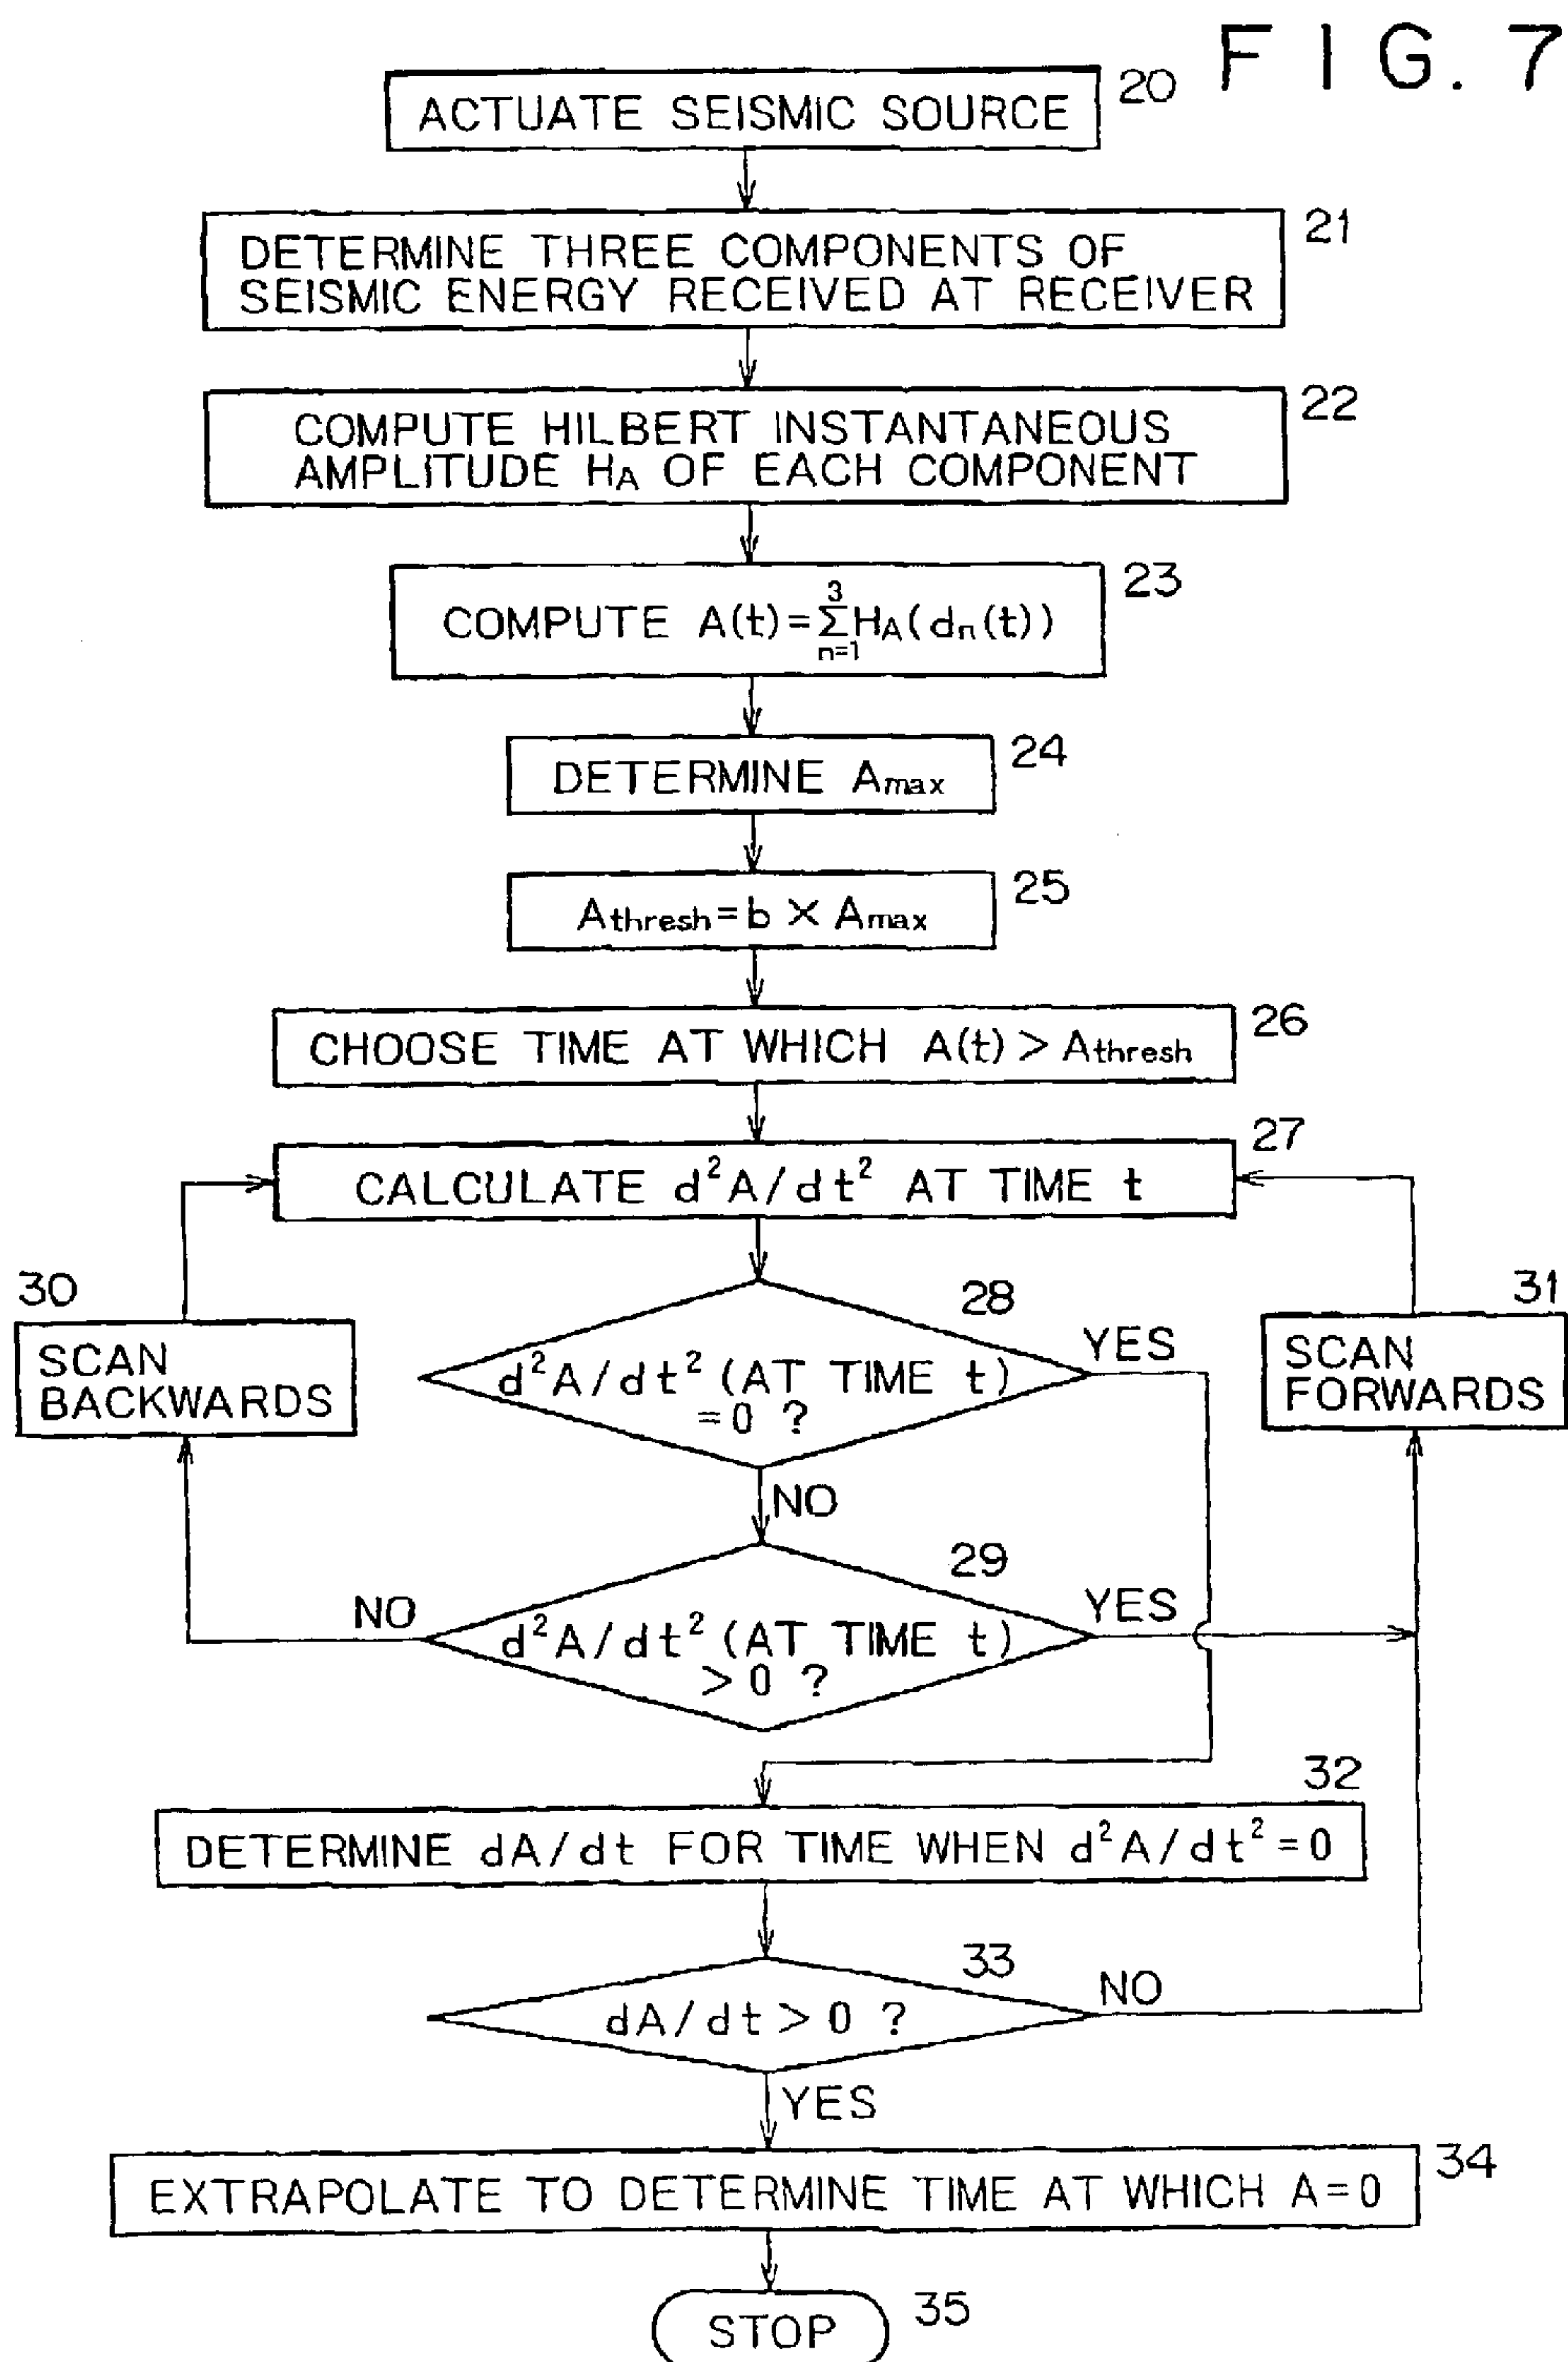 FIG. 7
20
ACTUATE SEISMIC SOURCE
21
DETERMINE THREE COMPONENTS OF
SEISMIC ENERGY RECEIVED AT RECEIVER
22
COMPUTE HILBERT INSTANTANEOUS
AMPLITUDE HA OF EACH COMPONENT
23
COMPUTE A(t)=∑³ₙ₌₁HA(dn(t))
24
DETERMINE Amax
25
Athresh=b × Amax
26
CHOOSE TIME AT WHICH A(t) > Athresh
27
CALCULATE d²A/dt² AT TIME t
30
SCAN
BACKWARDS
28
d²A/dt² (AT TIME t)
=0 ?
YES
NO
31
SCAN
FORWARDS
29
d²A/dt² (AT TIME t)
>0 ?
NO
YES
32
DETERMINE dA/dt FOR TIME WHEN d²A/dt²=0
33
dA/dt>0 ?
NO
YES
34
EXTRAPOLATE TO DETERMINE TIME AT WHICH A=0
35
STOP